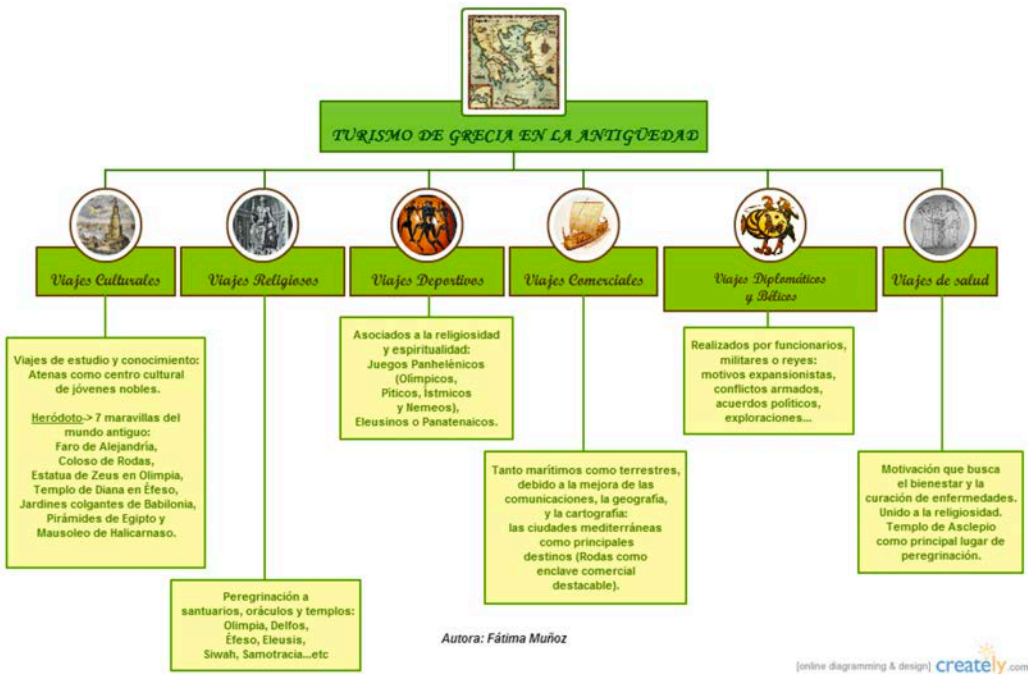 TURISMO DE GRECIA EN LA ANTIGÜEDAD
Viajes Culturales
Viajes Religiosos
Viajes Deportivos
Viajes Comerciales
Viajes Diplomáticos
y Bélicos
Viajes de salud
Viajes de estudio y conocimiento:
Atenas como centro cultural
de jóvenes nobles.
Heródoto-> 7 maravillas del
mundo antiguo:
Faro de Alejandría,
Coloso de Rodas,
Estatua de Zeus en Olimpia,
Templo de Diana en Éfeso,
Jardines colgantes de Babilonia,
Pirámides de Egipto y
Mausoleo de Halicarnaso.
Peregrinación a
santuarios, oráculos y templos:
Olimpia, Delfos,
Éfeso, Eleusis,
Siwah, Samotracia...etc
Asociados a la religiosidad
y espiritualidad:
Juegos Panhelénicos
(Olímpicos,
Píticos, Ístmicos
y Nemeos),
Eleusinos o Panatenaicos.
Tanto marítimos como terrestres,
debido a la mejora de las
comunicaciones, la geografía,
y la cartografía:
las ciudades mediterráneas
como principales
destinos (Rodas como
enclave comercial
destacable).
Realizados por funcionarios,
militares o reyes:
motivos expansionistas,
conflictos armados,
acuerdos políticos,
exploraciones...
Motivación que busca
el bienestar y la
curación de enfermedades.
Unido a la religiosidad.
Templo de Asclepio
como principal lugar de
peregrinación.
Autora: Fátima Muñoz
[online diagramming & design] creately.com